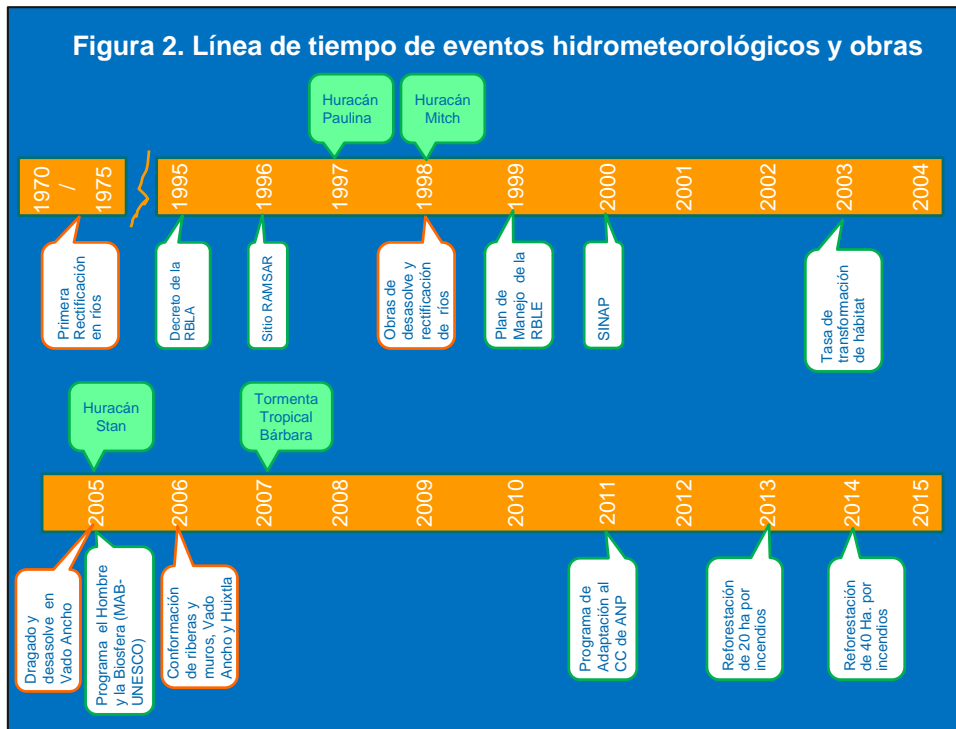 Figura 2. Línea de tiempo de eventos hidrometeorológicos y obras
Huracán
Paulina
Huracán
Mitch
1970
/
1975
1995
1996
1997
1998
1999
2000
2001
2002
2003
2004
Primera
Rectificación
en ríos
Decreto de la
RBLA
Sitio RAMSAR
Obras de
desasolve y
rectificación
de ríos
Plan de
Manejo de la
RBLE
SINAP
Tasa de
transformación
de hábitat
Huracán
Stan
Tormenta
Tropical
Bárbara
2005
2006
2007
2008
2009
2010
2011
2012
2013
2014
2015
Dragado y
desasolve en
Vado Ancho
Programa el Hombre
y la Biosfera (MAB-
UNESCO)
Conformación
de riberas y
muros, Vado
Ancho y Huixtla
Programa de
Adaptación al
CC de ANP
Reforestación
de 20 ha por
incendios
Reforestación
de 40 Ha. por
incendios